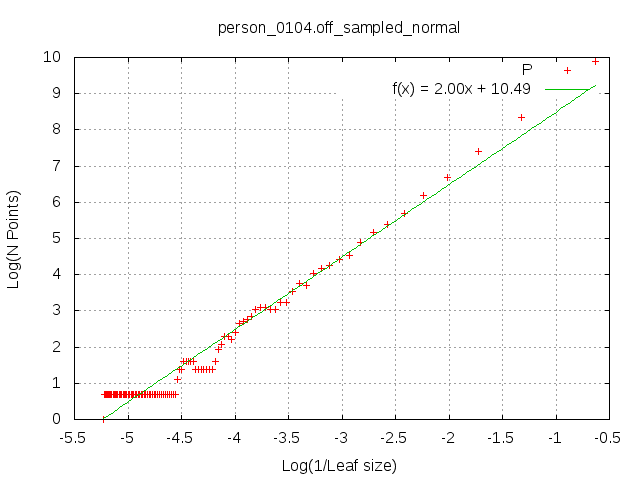 person_0104.off_sampled_normal
P
f(x) = 2.00x + 10.49
Log(N Points)
10
9
8
7
6
5
4
3
2
1
0
-5.5 -5 -4.5 -4 -3.5 -3 -2.5 -2 -1.5 -1 -0.5
Log(1/Leaf size)